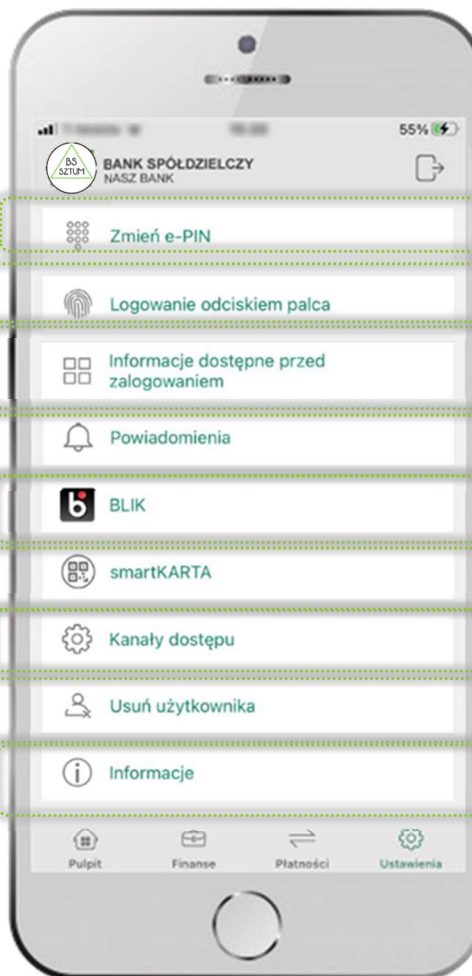 55%
BS
SZTUM
BANK SPÓŁDZIELCZY
NASZ BANK
Zmień e-PIN
Logowanie odciskiem palca
Informacje dostępne przed
zalogowaniem
Powiadomienia
BLIK
smartKARTA
Kanały dostępu
Usuń użytkownika
Informacje
Pulpit Finanse Płatności Ustawienia